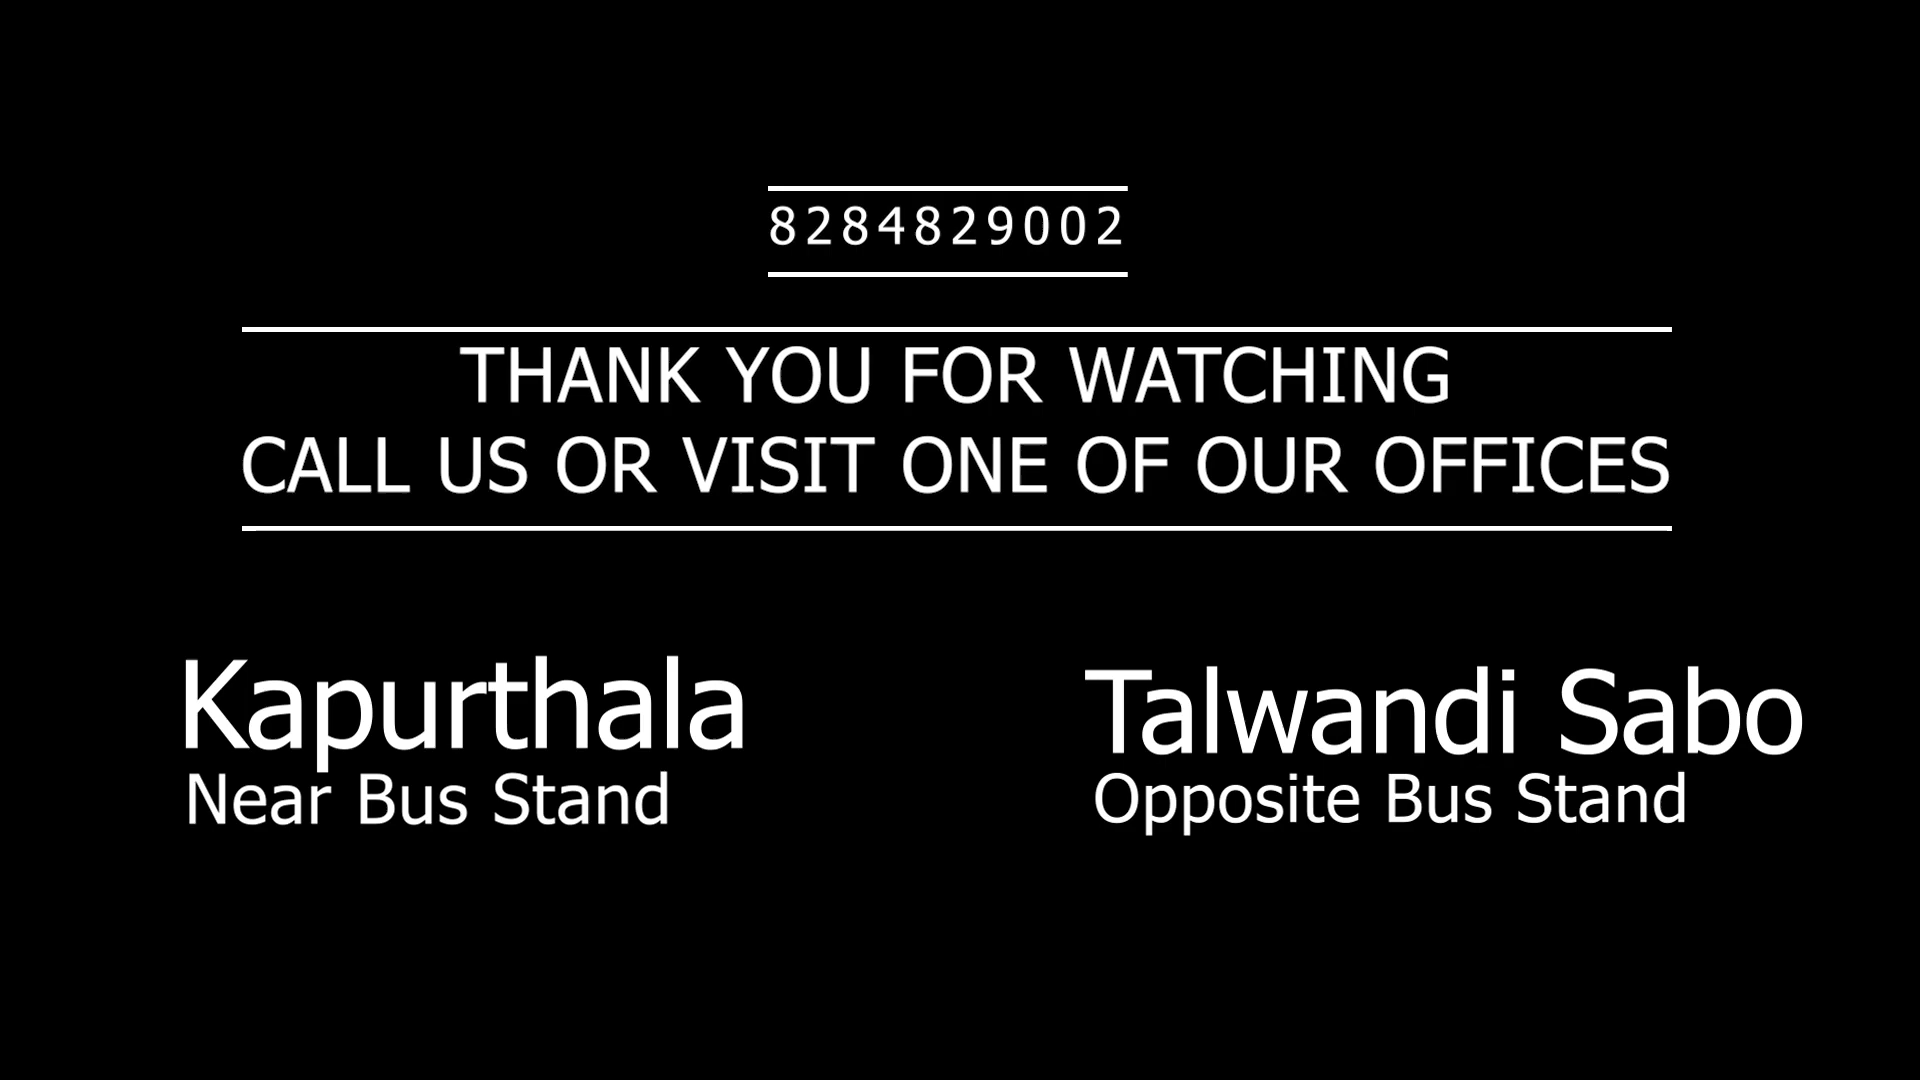 8284829002
THANK YOU FOR WATCHING
CALL US OR VISIT ONE OF OUR OFFICES
Kapurthala
Near Bus Stand
Talwandi Sabo
Opposite Bus Stand